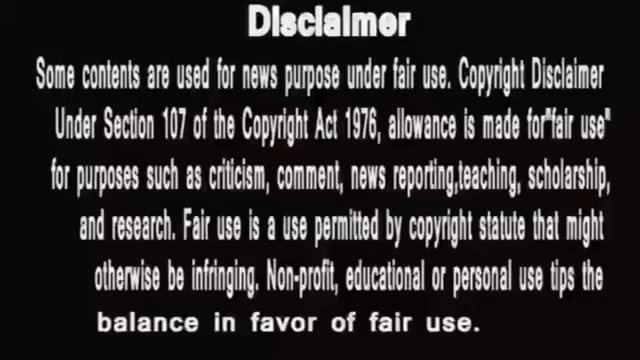 Disclaimer
Some contents are used for news purpose under fair use. Copyright Disclaimer
Under Section 107 of the Copyright Act 1976, allowance is made for"fair use"
for purposes such as criticism, comment, news reporting,teaching, scholarship,
and research. Fair use is a use permitted by copyright statute that might
otherwise be infringing. Non-profit, educational or personal use tips the
balance in favor of fair use.